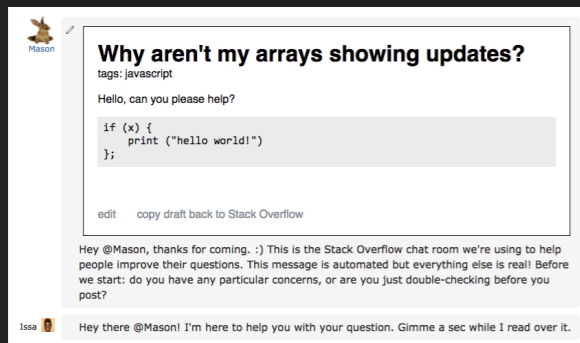 Mason
Why aren't my arrays showing updates?
tags: javascript
Hello, can you please help?
if (x) {
    print ("hello world!")
};
edit copy draft back to Stack Overflow
Hey @Mason, thanks for coming. :) This is the Stack Overflow chat room we're using to help
people improve their questions. This message is automated but everything else is real! Before
we start: do you have any particular concerns, or are you just double-checking before you
post?
Issa
Hey there @Mason! I'm here to help you with your question. Gimme a sec while I read over it.